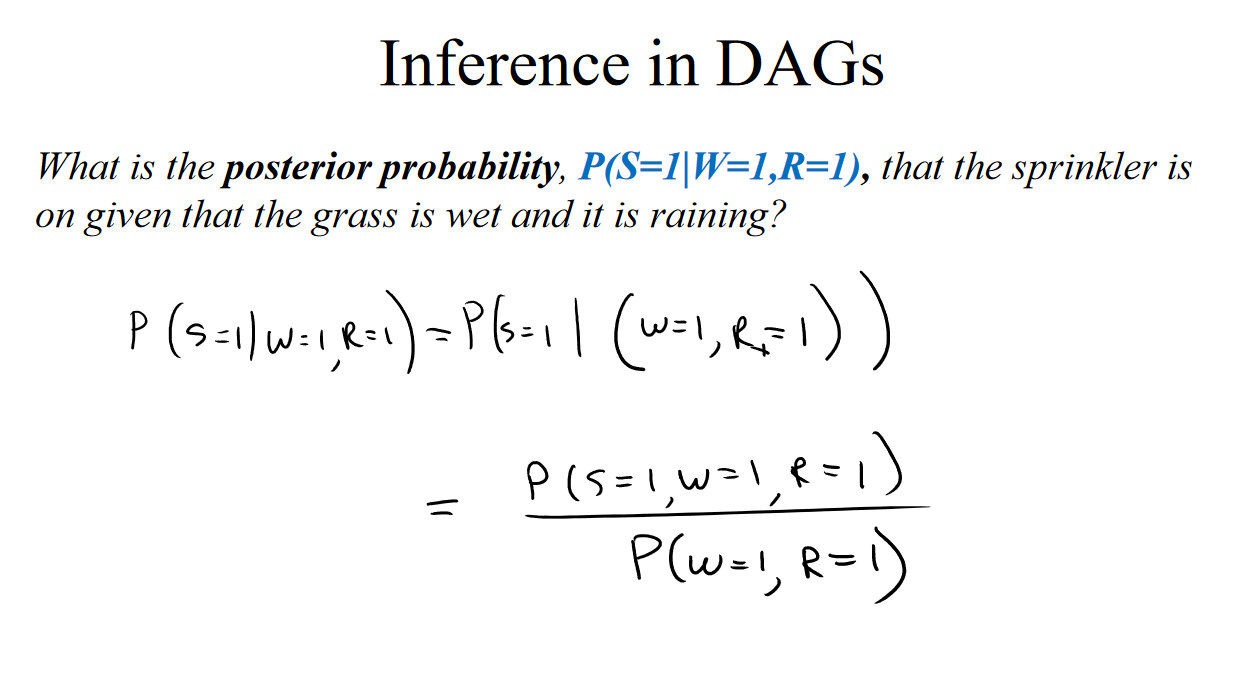 Inference in DAGs
What is the posterior probability, P(S=1|W=1,R=1), that the sprinkler is
on given that the grass is wet and it is raining?
P(S=1|W=1,R=1)=P(S=1|(W=1,R=1))
= P(S=1,W=1,R=1)
P(W=1,R=1)